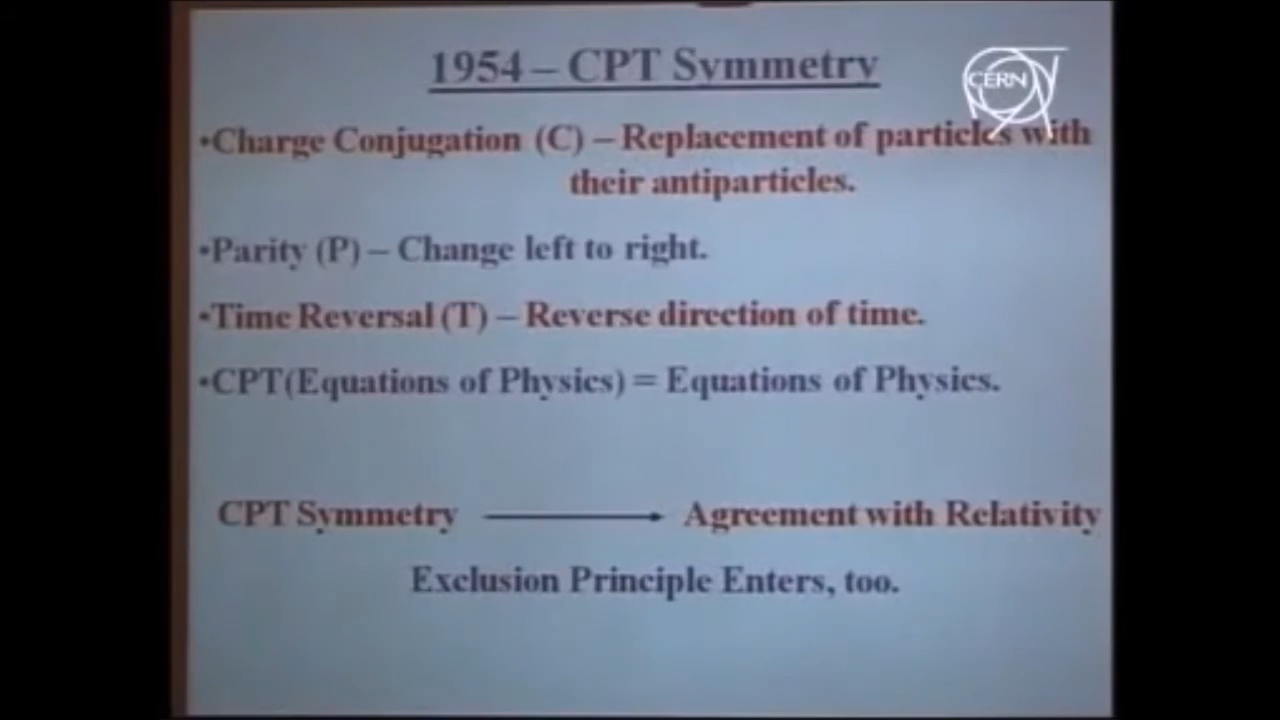 1954 – CPT Symmetry
CERN
•Charge Conjugation (C) – Replacement of particles with
their antiparticles.
•Parity (P) – Change left to right.
•Time Reversal (T) – Reverse direction of time.
•CPT(Equations of Physics) = Equations of Physics.
CPT Symmetry → Agreement with Relativity
Exclusion Principle Enters, too.